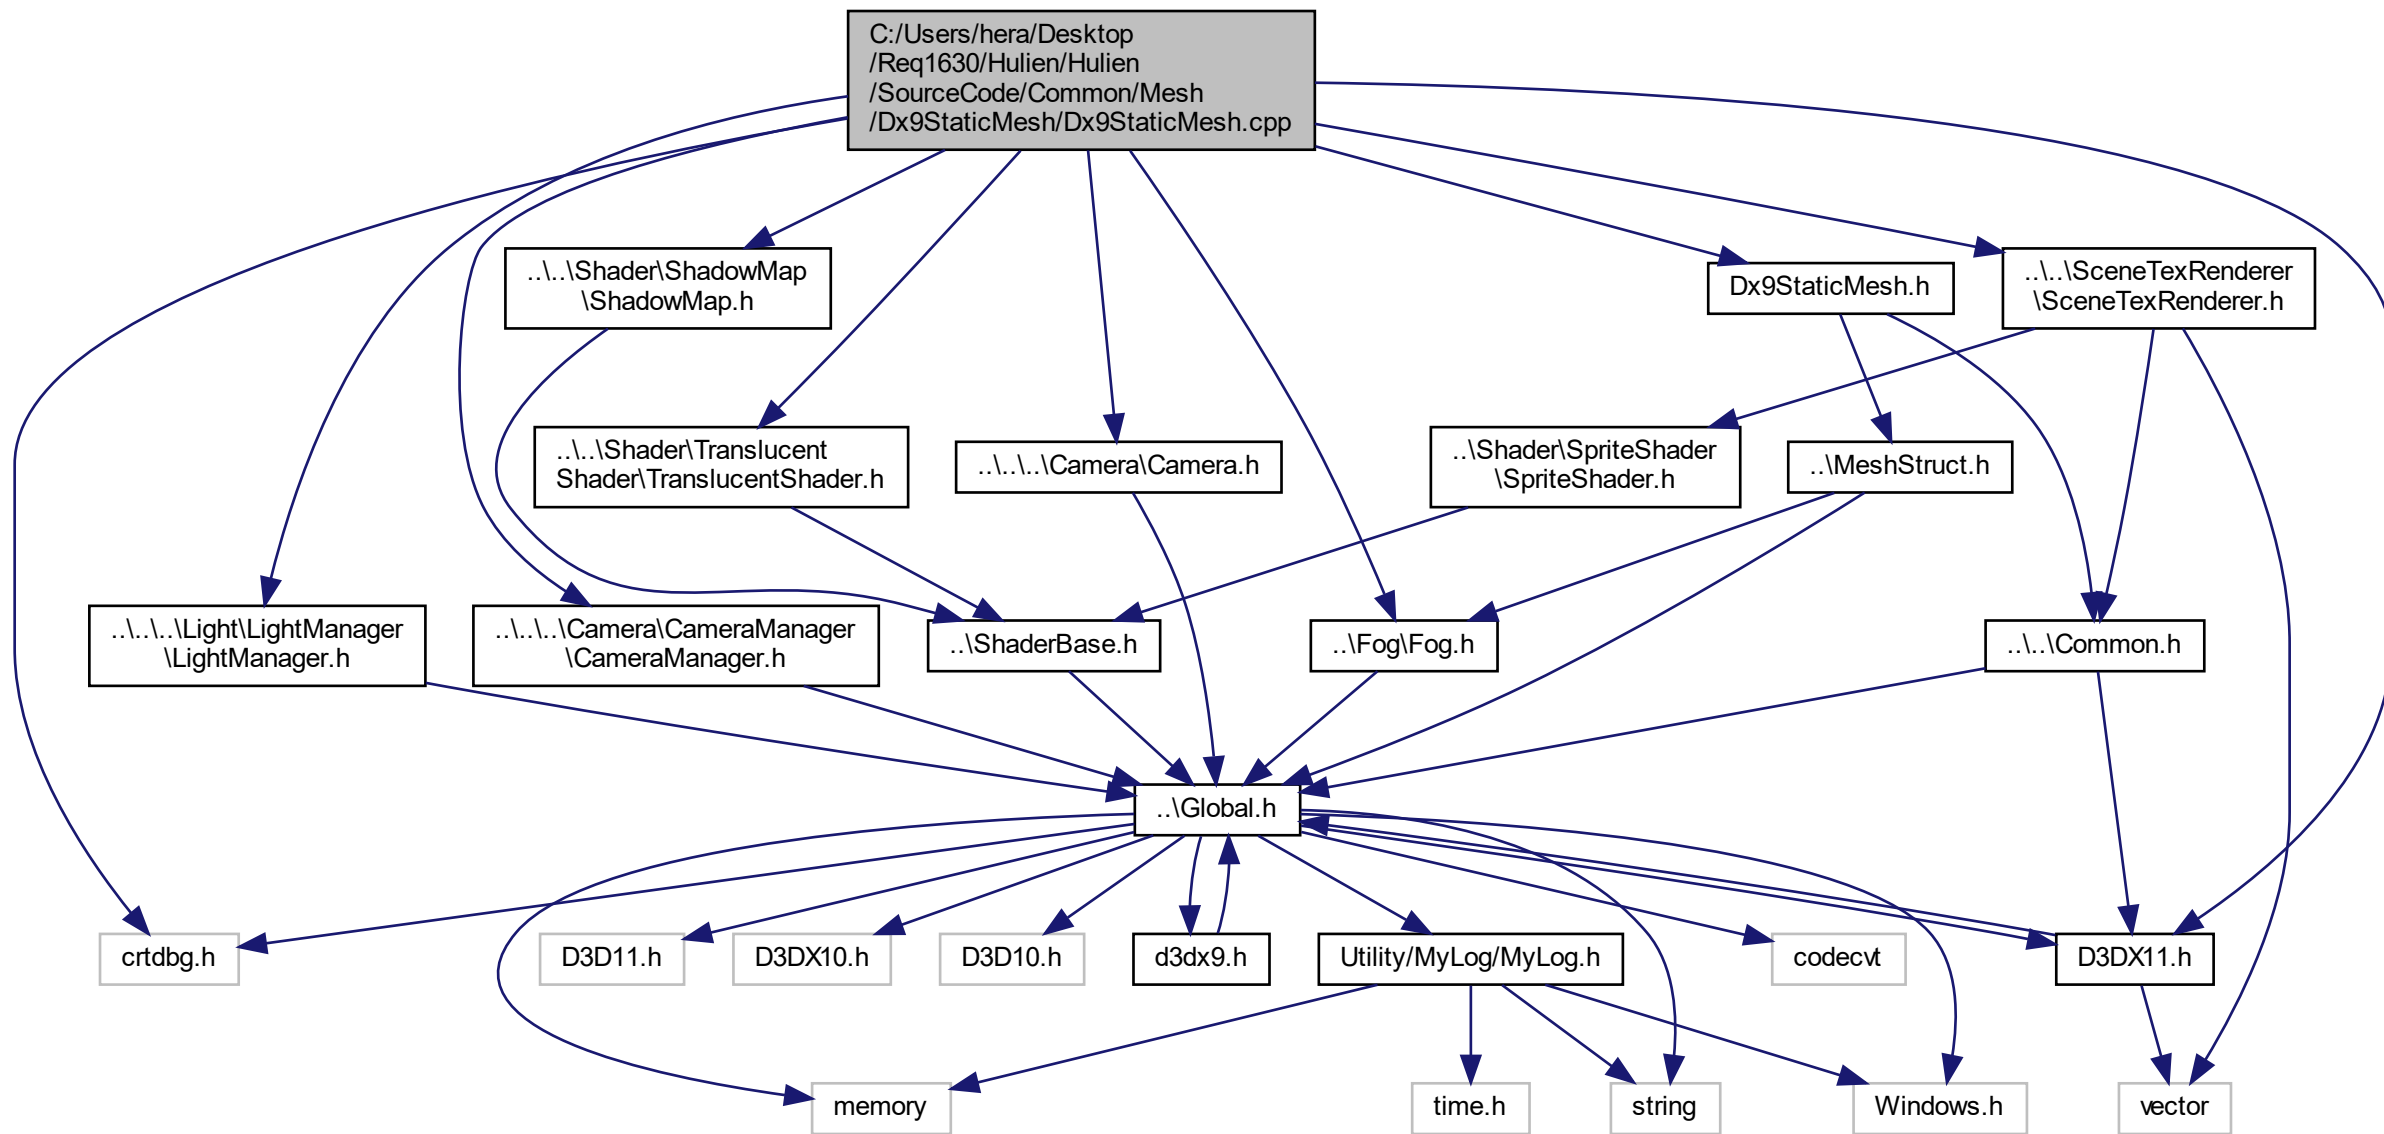 C:/Users/hera/Desktop
/Req1630/Hulien/Hulien
/SourceCode/Common/Mesh
/Dx9StaticMesh/Dx9StaticMesh.cpp
..\..\Shader\ShadowMap
\ShadowMap.h
Dx9StaticMesh.h
..\..\SceneTexRenderer
\SceneTexRenderer.h
..\..\Shader\Translucent
Shader\TranslucentShader.h
..\..\..\Camera\Camera.h
..\Shader\SpriteShader
\SpriteShader.h
..\MeshStruct.h
..\..\..\Light\LightManager
\LightManager.h
..\..\..\Camera\CameraManager
\CameraManager.h
..\ShaderBase.h
..\Fog\Fog.h
..\..\Common.h
..\Global.h
crtdbg.h
D3D11.h
D3DX10.h
D3D10.h
d3dx9.h
Utility/MyLog/MyLog.h
codecvt
D3DX11.h
memory
time.h
string
Windows.h
vector